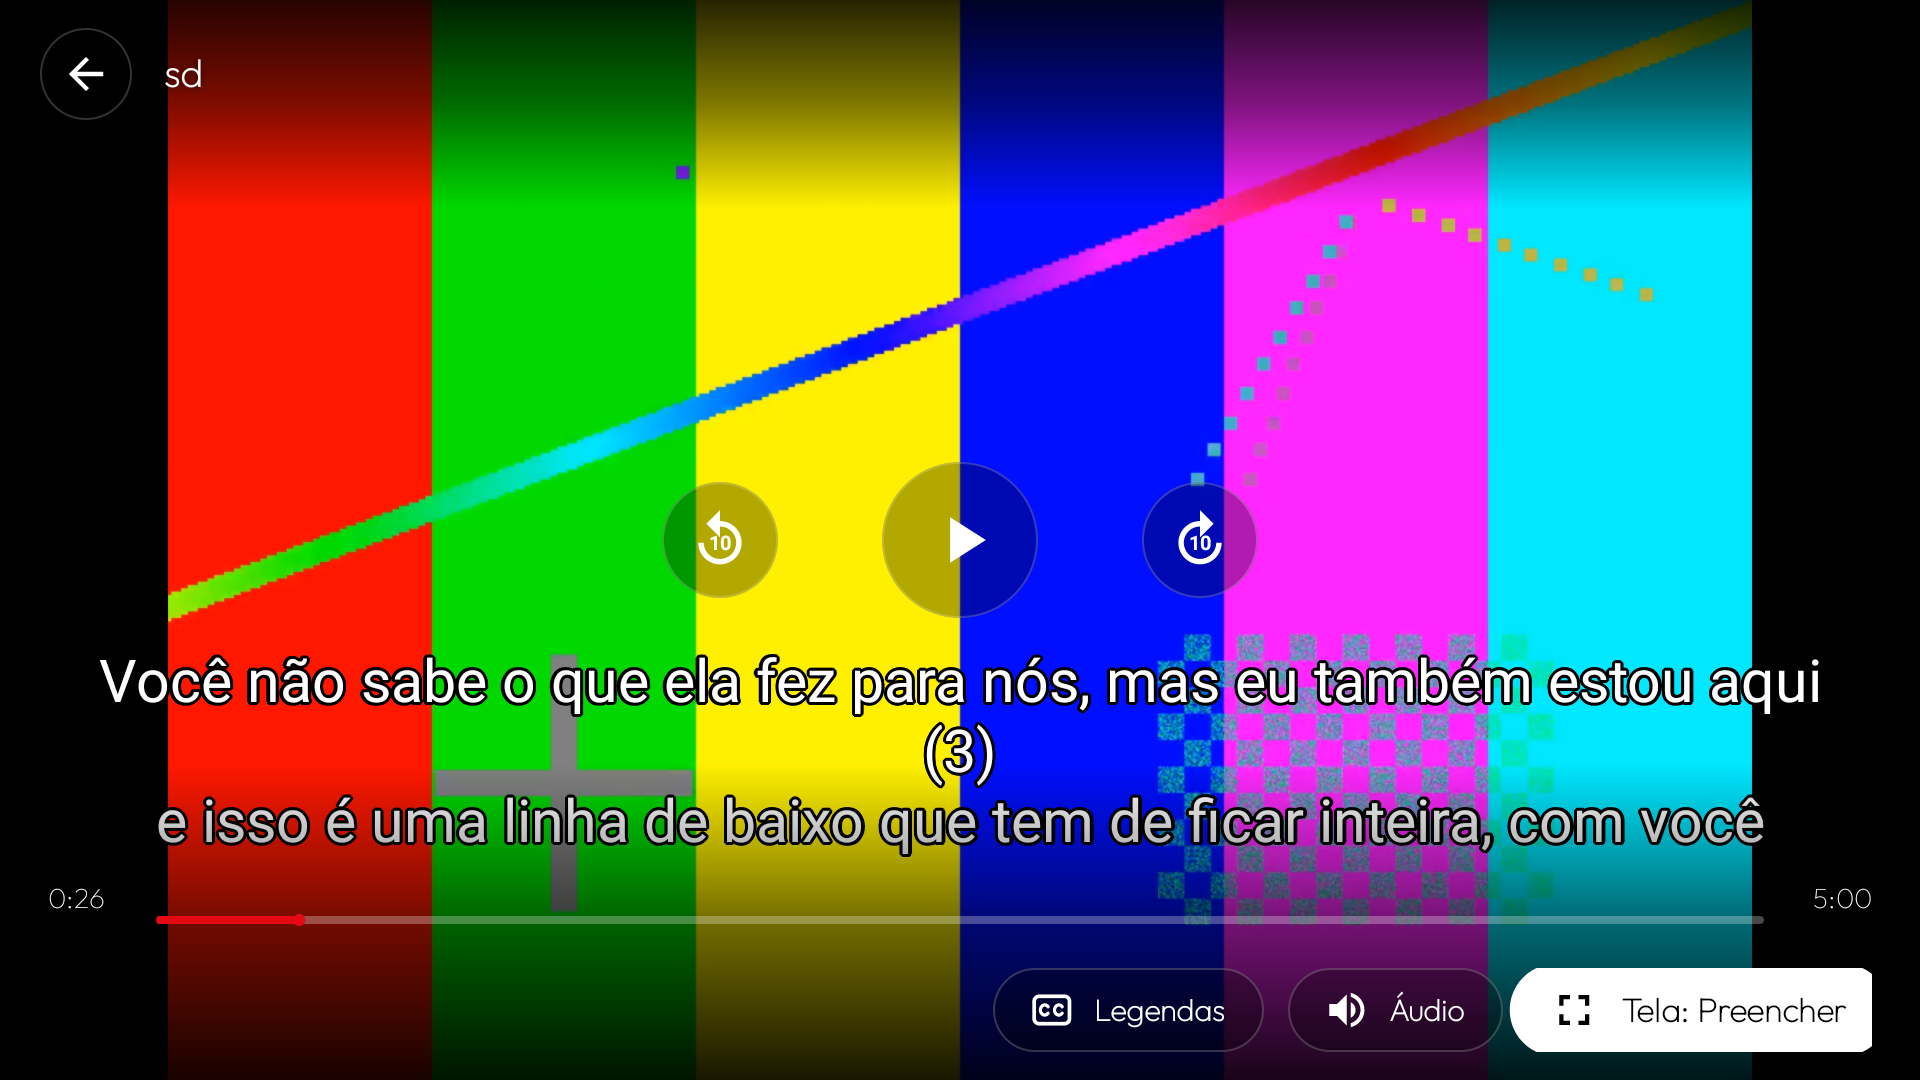 sd
10
10
Você não sabe o que ela fez para nós, mas eu também estou aqui
(3)
e isso é uma linha de baixo que tem de ficar inteira, com você
0:26
5:00
CC Legendas
Áudio
Tela: Preencher